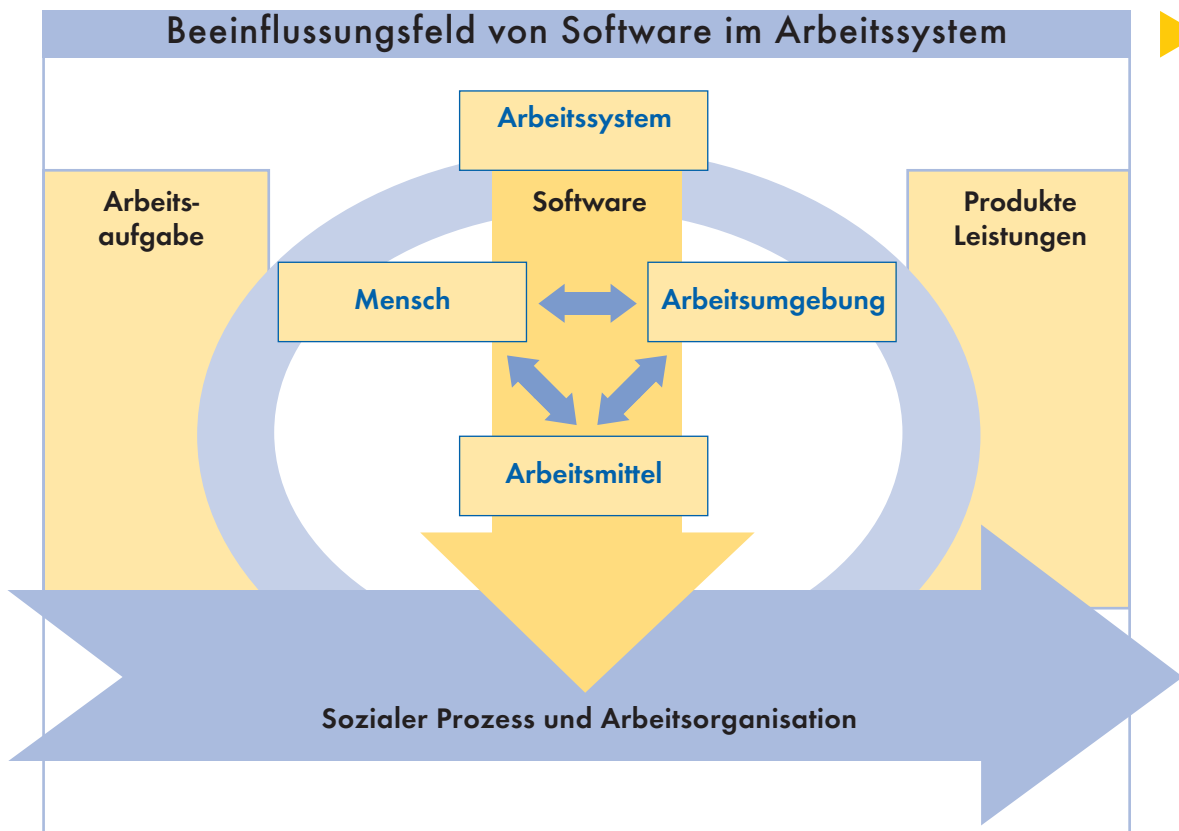 Beeinflussungsfeld von Software im Arbeitssystem
Arbeitssystem
Arbeits-
aufgabe
Software
Produkte
Leistungen
Mensch
Arbeitsumgebung
Arbeitsmittel
Sozialer Prozess und Arbeitsorganisation